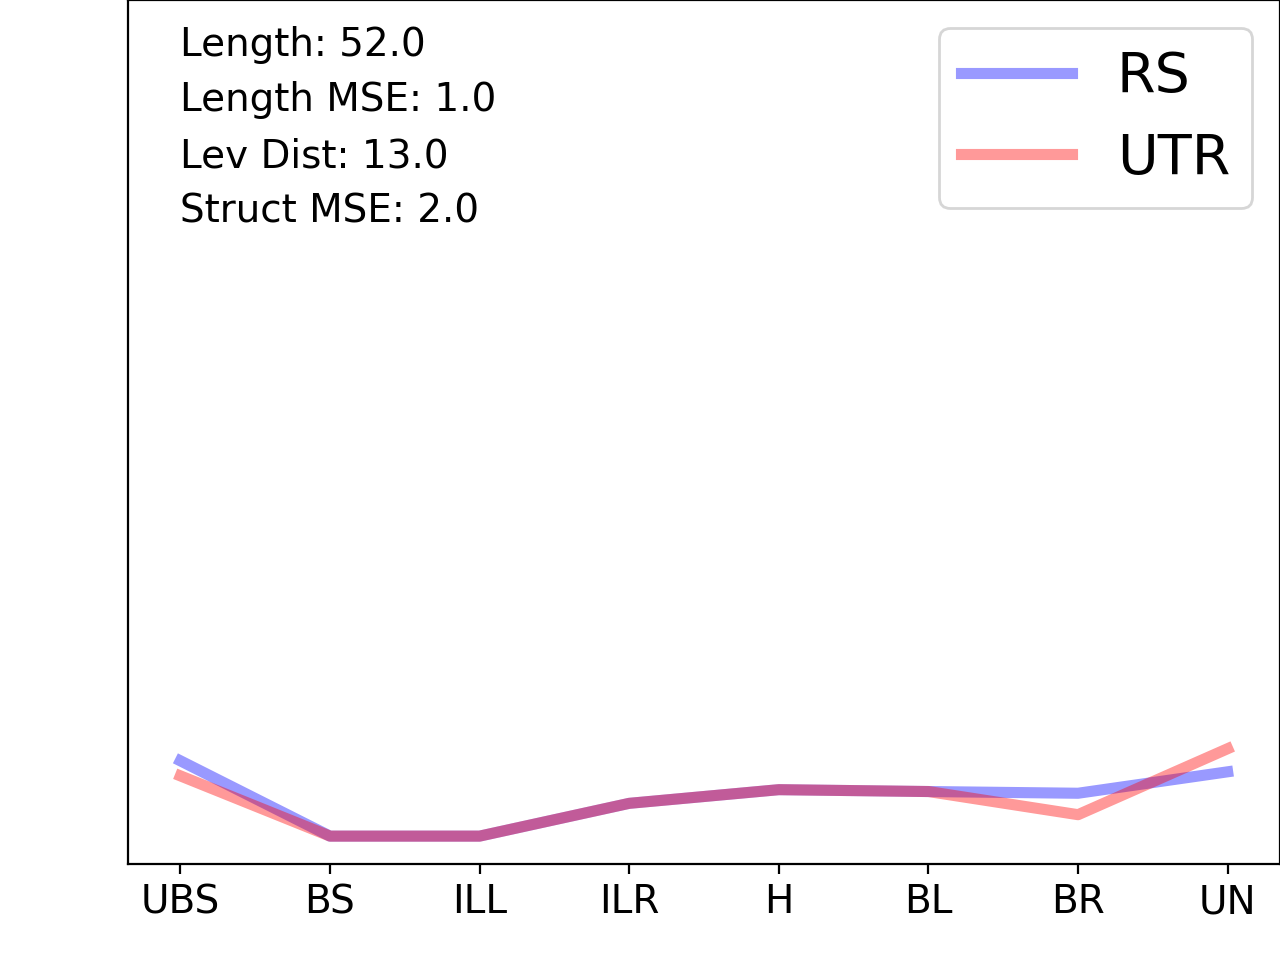 Length: 52.0
Length MSE: 1.0
Lev Dist: 13.0
Struct MSE: 2.0
RS
UTR
UBS BS ILL ILR H BL BR UN